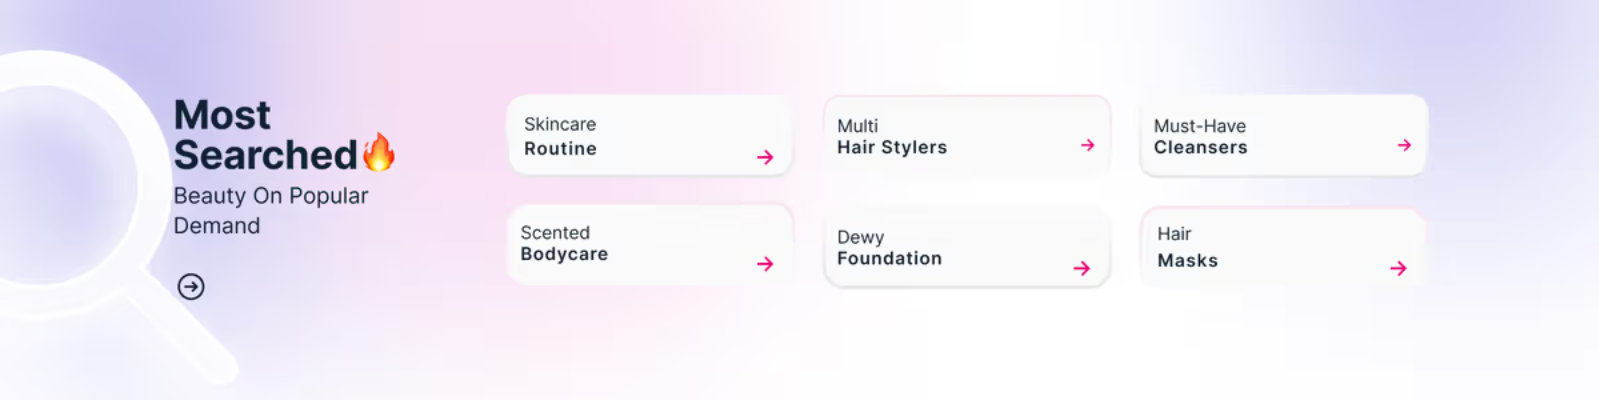 Most
Searched🔥
Beauty On Popular
Demand
Skincare
Routine
Multi
Hair Stylers
Must-Have
Cleansers
Scented
Bodycare
Dewy
Foundation
Hair
Masks